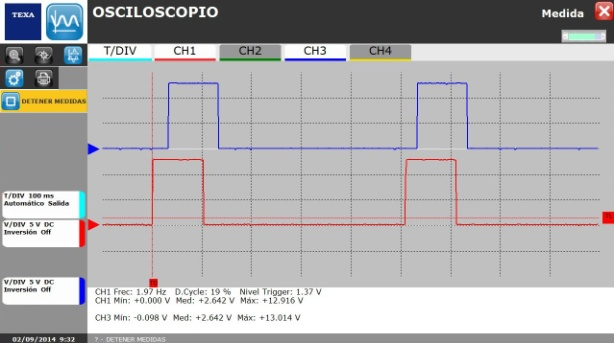 TEXA
OSCILOSCOPIO
Medida
T/DIV
CH1
CH2
CH3
CH4
DETENER MEDIDAS
T/DIV 100 ms
Automático Salida
V/DIV 5 V DC
Inversión Off
V/DIV 5 V DC
Inversión Off
CH1 Frec: 1.97 Hz D.Cycle: 19 % Nivel Trigger: 1.37 V
CH1 Mín: +0.000 V Med: +2.642 V Máx: +12.916 V
CH3 Mín: -0.098 V Med: +2.642 V Máx: +13.014 V
02/09/2014 9:32
? - DETENER MEDIDAS